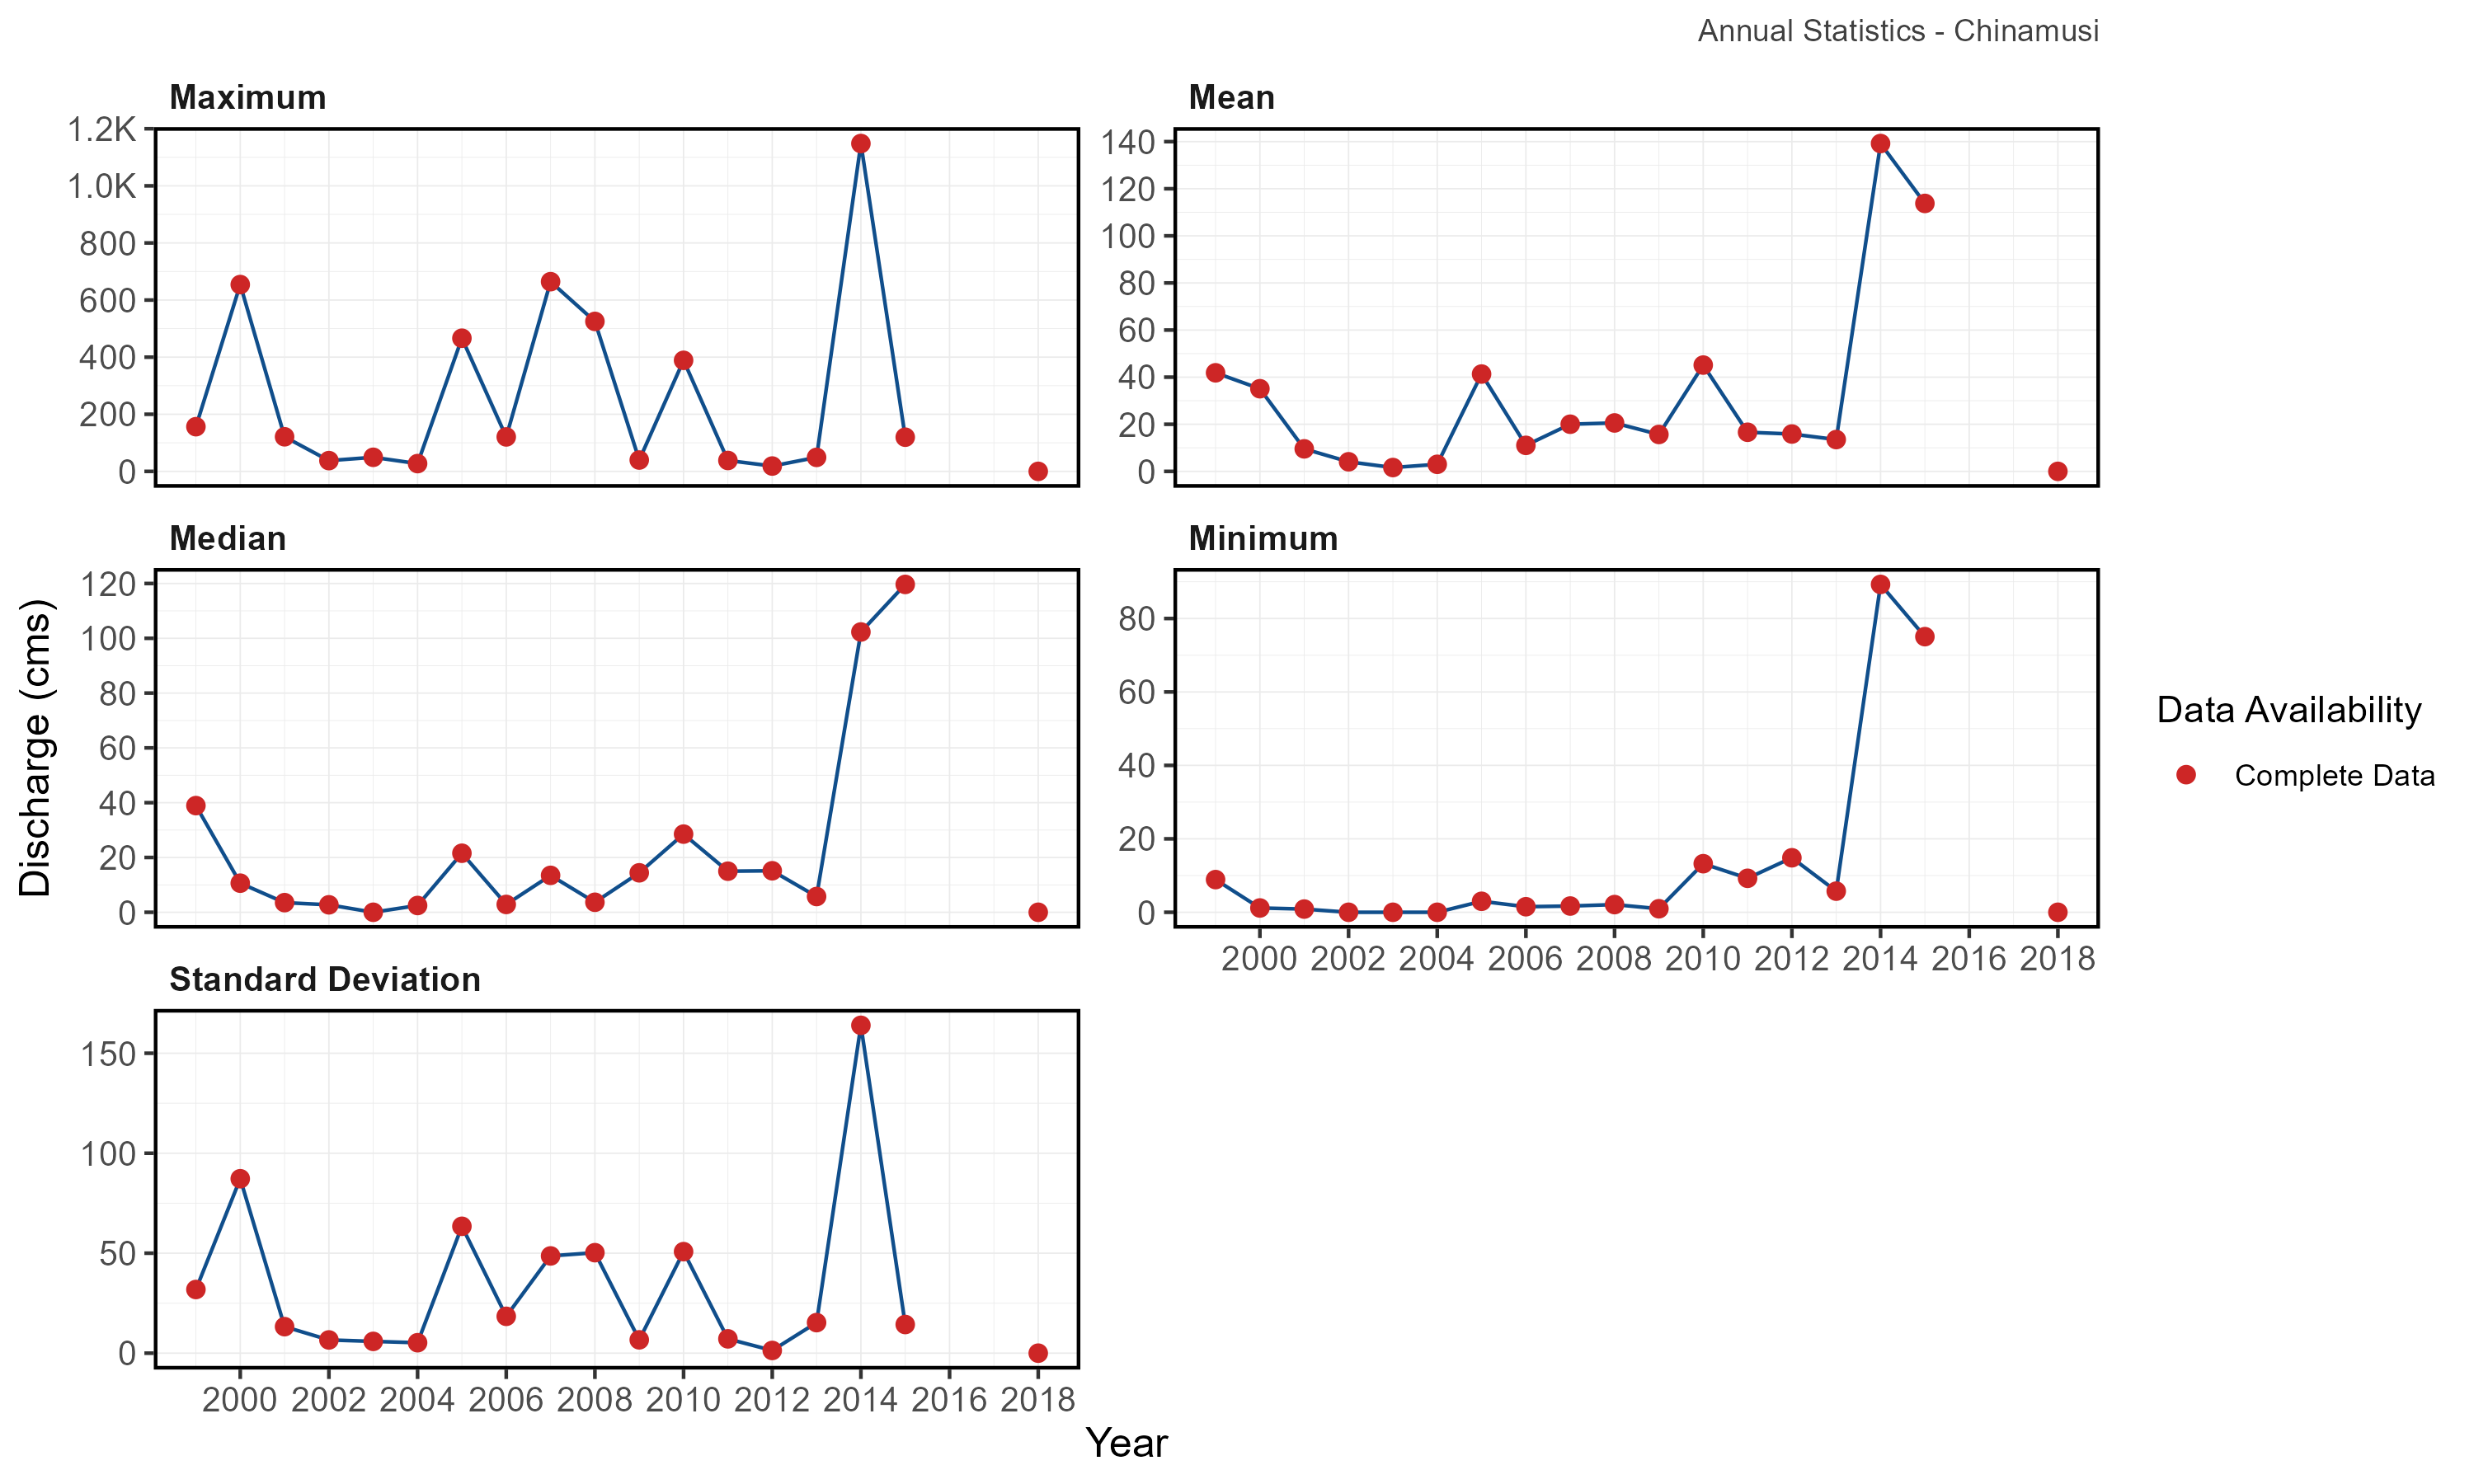 Annual Statistics - Chinamusi
Maximum
1.2K
1.0K
800
600
400
200
0
Mean
140
120
100
80
60
40
20
0
Discharge (cms)
Median
120
100
80
60
40
20
0
Minimum
80
60
40
20
0
2000 2002 2004 2006 2008 2010 2012 2014 2016 2018
Data Availability
Complete Data
Standard Deviation
150
100
50
0
2000 2002 2004 2006 2008 2010 2012 2014 2016 2018
Year